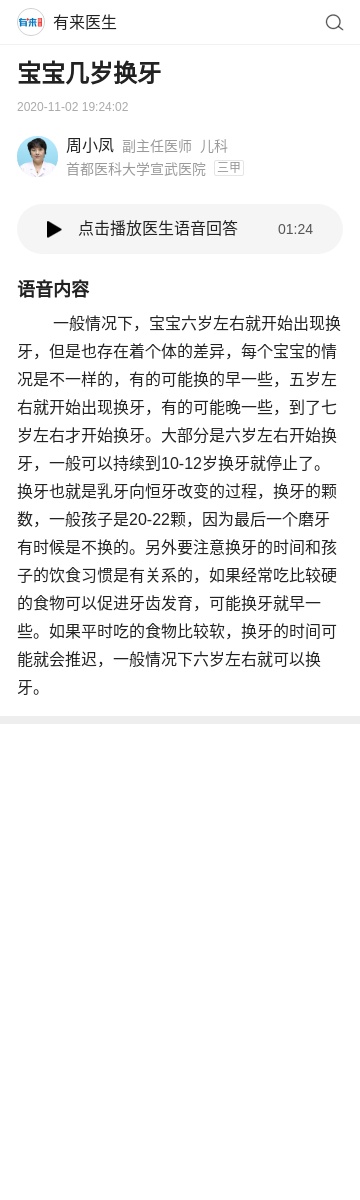 有来 有来医生
宝宝几岁换牙
2020-11-02 19:24:02
周小凤 副主任医师 儿科
首都医科大学宣武医院 三甲
点击播放医生语音回答 01:24
语音内容
一般情况下，宝宝六岁左右就开始出现换
牙，但是也存在着个体的差异，每个宝宝的情
况是不一样的，有的可能换的早一些，五岁左
右就开始出现换牙，有的可能晚一些，到了七
岁左右才开始换牙。大部分是六岁左右开始换
牙，一般可以持续到10-12岁换牙就停止了。
换牙也就是乳牙向恒牙改变的过程，换牙的颗
数，一般孩子是20-22颗，因为最后一个磨牙
有时候是不换的。另外要注意换牙的时间和孩
子的饮食习惯是有关系的，如果经常吃比较硬
的食物可以促进牙齿发育，可能换牙就早一
些。如果平时吃的食物比较软，换牙的时间可
能就会推迟，一般情况下六岁左右就可以换
牙。